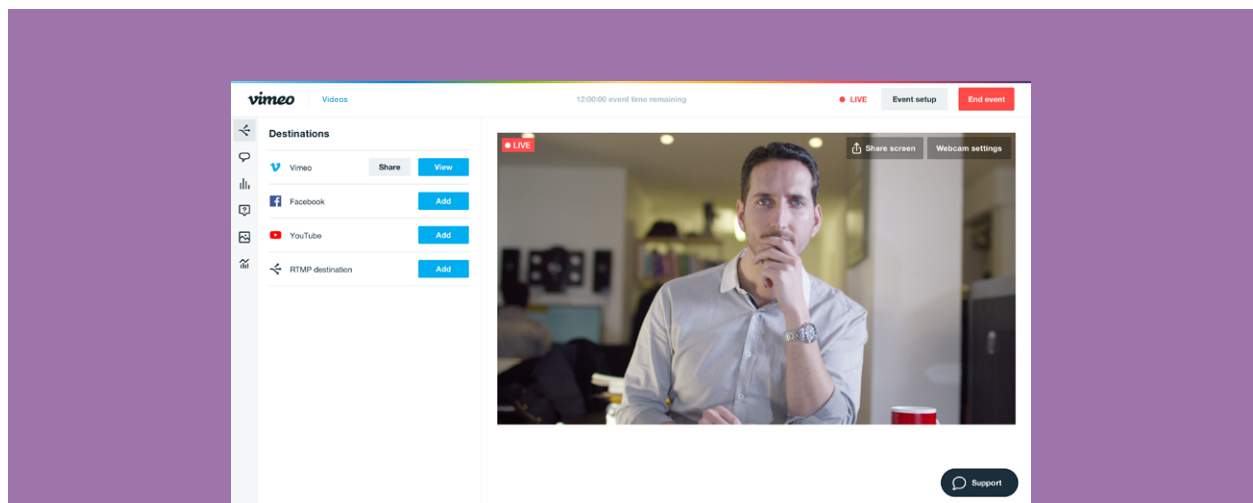 vimeo
Videos
12:00:00 event time remaining
LIVE
Event setup
End event
Destinations
Vimeo
Share
View
Facebook
Add
YouTube
Add
RTMP destination
Add
LIVE
Share screen
Webcam settings
Support